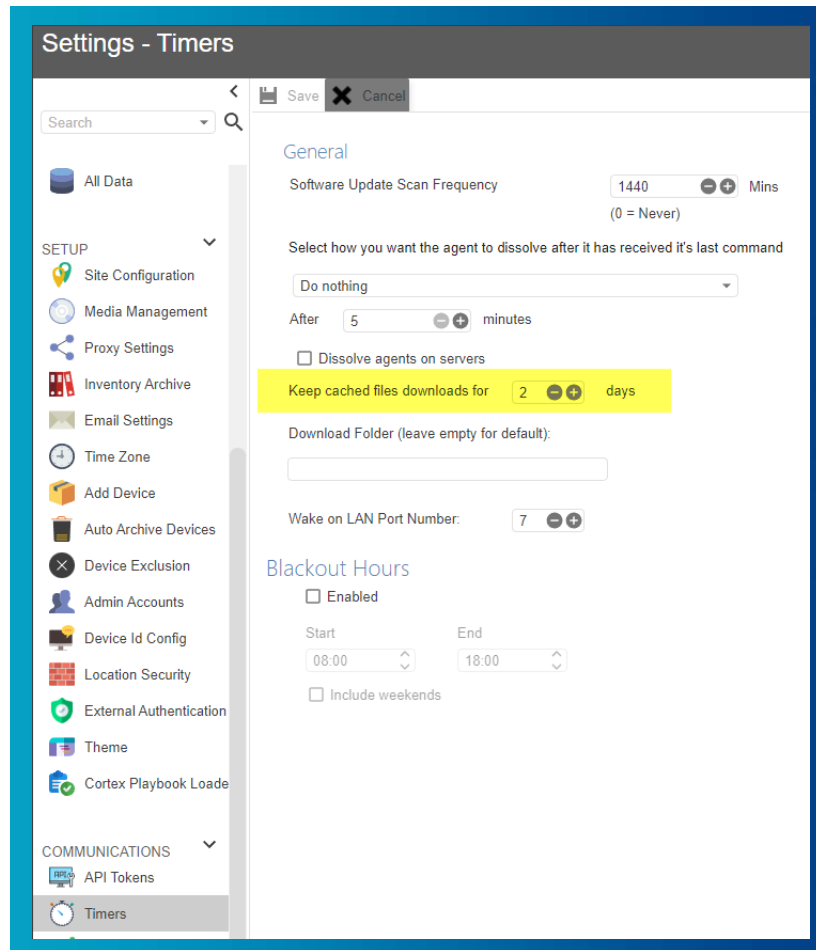 Settings - Timers
Save Cancel
Search
All Data
SETUP
Site Configuration
Media Management
Proxy Settings
Inventory Archive
Email Settings
Time Zone
Add Device
Auto Archive Devices
Device Exclusion
Admin Accounts
Device Id Config
Location Security
External Authentication
Theme
Cortex Playbook Loade
COMMUNICATIONS
API Tokens
Timers
General
Software Update Scan Frequency 1440 Mins
(0 = Never)
Select how you want the agent to dissolve after it has received it's last command
Do nothing
After 5 minutes
Dissolve agents on servers
Keep cached files downloads for 2 days
Download Folder (leave empty for default):
Wake on LAN Port Number: 7
Blackout Hours
Enabled
Start End
08:00 18:00
Include weekends